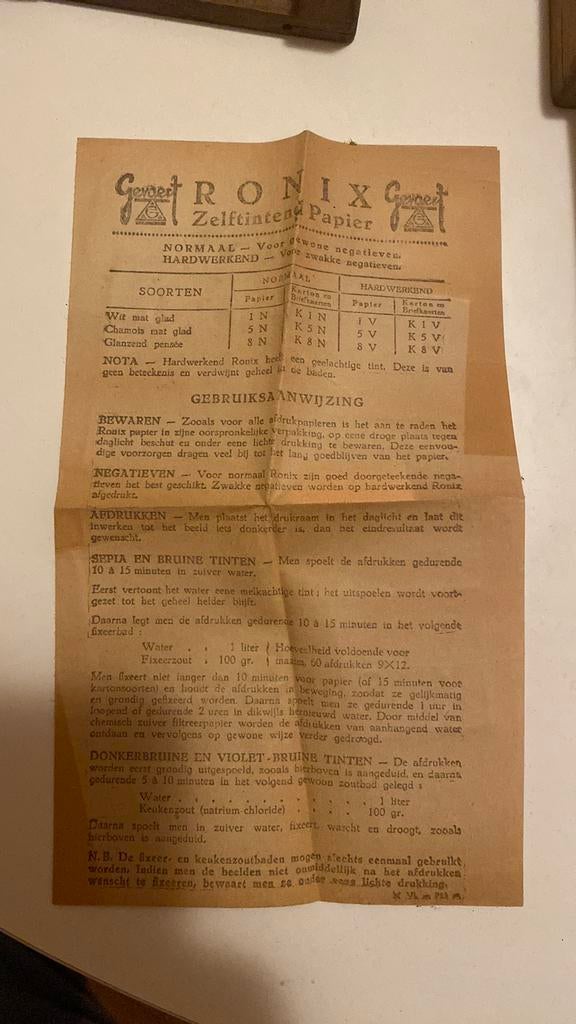 Gevaert RONIX Gevaert
Zelftintend Papier
NORMAAL — Voor gewone negatieven.
HARDWERKEND — Voor zwakke negatieven.
SOORTEN NORMAAL HARDWERKEND
Papier Karton en Briefkaarten Papier Karton en Briefkaarten
Wit mat glad 1 N K 1 N 1 V K 1 V
Chamois mat glad 5 N K 5 N 5 V K 5 V
Glanzend pensée 8 N K 8 N 8 V K 8 V
NOTA — Hardwerkend Ronix heeft een geelachtige tint. Deze is van
geen beteekenis en verdwijnt geheel in de baden.
GEBRUIKSAANWIJZING
BEWAREN — Zooals voor alle afdrukpapieren is het aan te raden het
Ronix papier in zijne oorspronkelijke verpakking, op eene droge plaats tegen
daglicht beschut en onder eene lichte drukking te bewaren. Deze eenvou-
dige voorzorgen dragen veel bij tot het lang goedblijven van het papier.
NEGATIEVEN — Voor normaal Ronix zijn goed doorgeteekende nega-
tieven het best geschikt. Zwakke negatieven worden op hardwerkend Ronix
afgedrukt.
AFDRUKKEN — Men plaatst het drukraam in het daglicht en laat dit
inwerken tot het beeld iets donkerder is, dan het eindresultaat wordt
gewenscht.
SEPIA EN BRUINE TINTEN — Men spoelt de afdrukken gedurende
10 à 15 minuten in zuiver water.
Eerst vertoont het water eene melkachtige tint; het uitspoelen wordt voort-
gezet tot het geheel helder blijft.
Daarna legt men de afdrukken gedurende 10 à 15 minuten in het volgende
fixeerbad :
Water . . 1 liter ( Hoeveelheid voldoende voor
Fixeerzout . 100 gr. ) maxim. 60 afdrukken 9X12.
Men fixeert niet langer dan 10 minuten voor papier (of 15 minuten voor
kartonsoorten) en houdt de afdrukken in beweging, zoodat ze gelijkmatig
en grondig gefixeerd worden. Daarna spoelt men ze gedurende 1 uur in
loopend of gedurende 2 uren in dikwijls hernieuwd water. Door middel van
chemisch zuiver filtreerpapier worden de afdrukken van aanhangend water
ontdaan en vervolgens op gewone wijze verder gedroogd.
DONKERBRUINE EN VIOLET-BRUINE TINTEN — De afdrukken
worden eerst grondig uitgespoeld, zooals hierboven is aangeduid, en daarna
gedurende 5 à 10 minuten in het volgend gewoon zoutbad gelegd :
Water . . . . . . . . . . . 1 liter
Keukenzout (natrium-chloride) . . . . 100 gr.
Daarna spoelt men in zuiver water, fixeert, wascht en droogt, zooals
hierboven is aangeduid.
N.B. De fixeer- en keukenzoutbaden mogen slechts eenmaal gebruikt
worden. Indien men de beelden niet onmiddellijk na het afdrukken
wenscht te fixeeren, bewaart men ze onder eene lichte drukking.